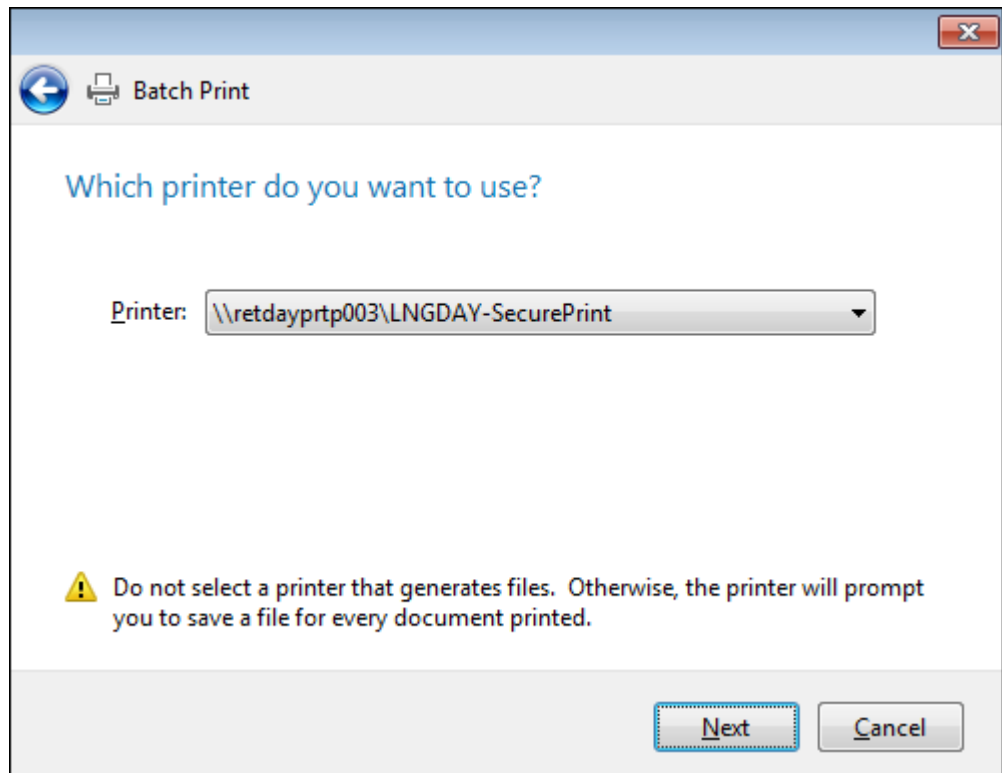 Batch Print
Which printer do you want to use?
Printer: \\retdayprtp003\LNGDAY-SecurePrint
Do not select a printer that generates files.  Otherwise, the printer will prompt
you to save a file for every document printed.
Next Cancel